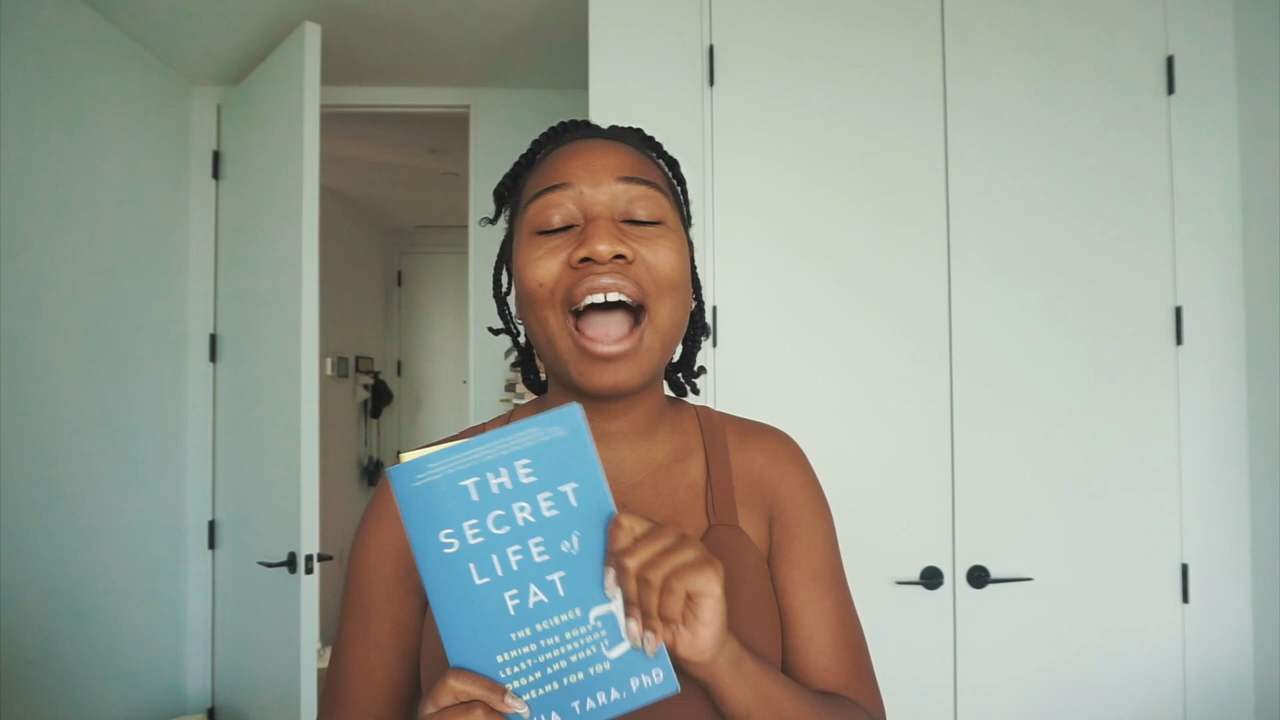 THE
SECRET
LIFE of
FAT
THE SCIENCE
BEHIND THE BODY'S
LEAST-UNDERSTOOD
ORGAN AND WHAT IT
MEANS FOR YOU
TARA, PhD